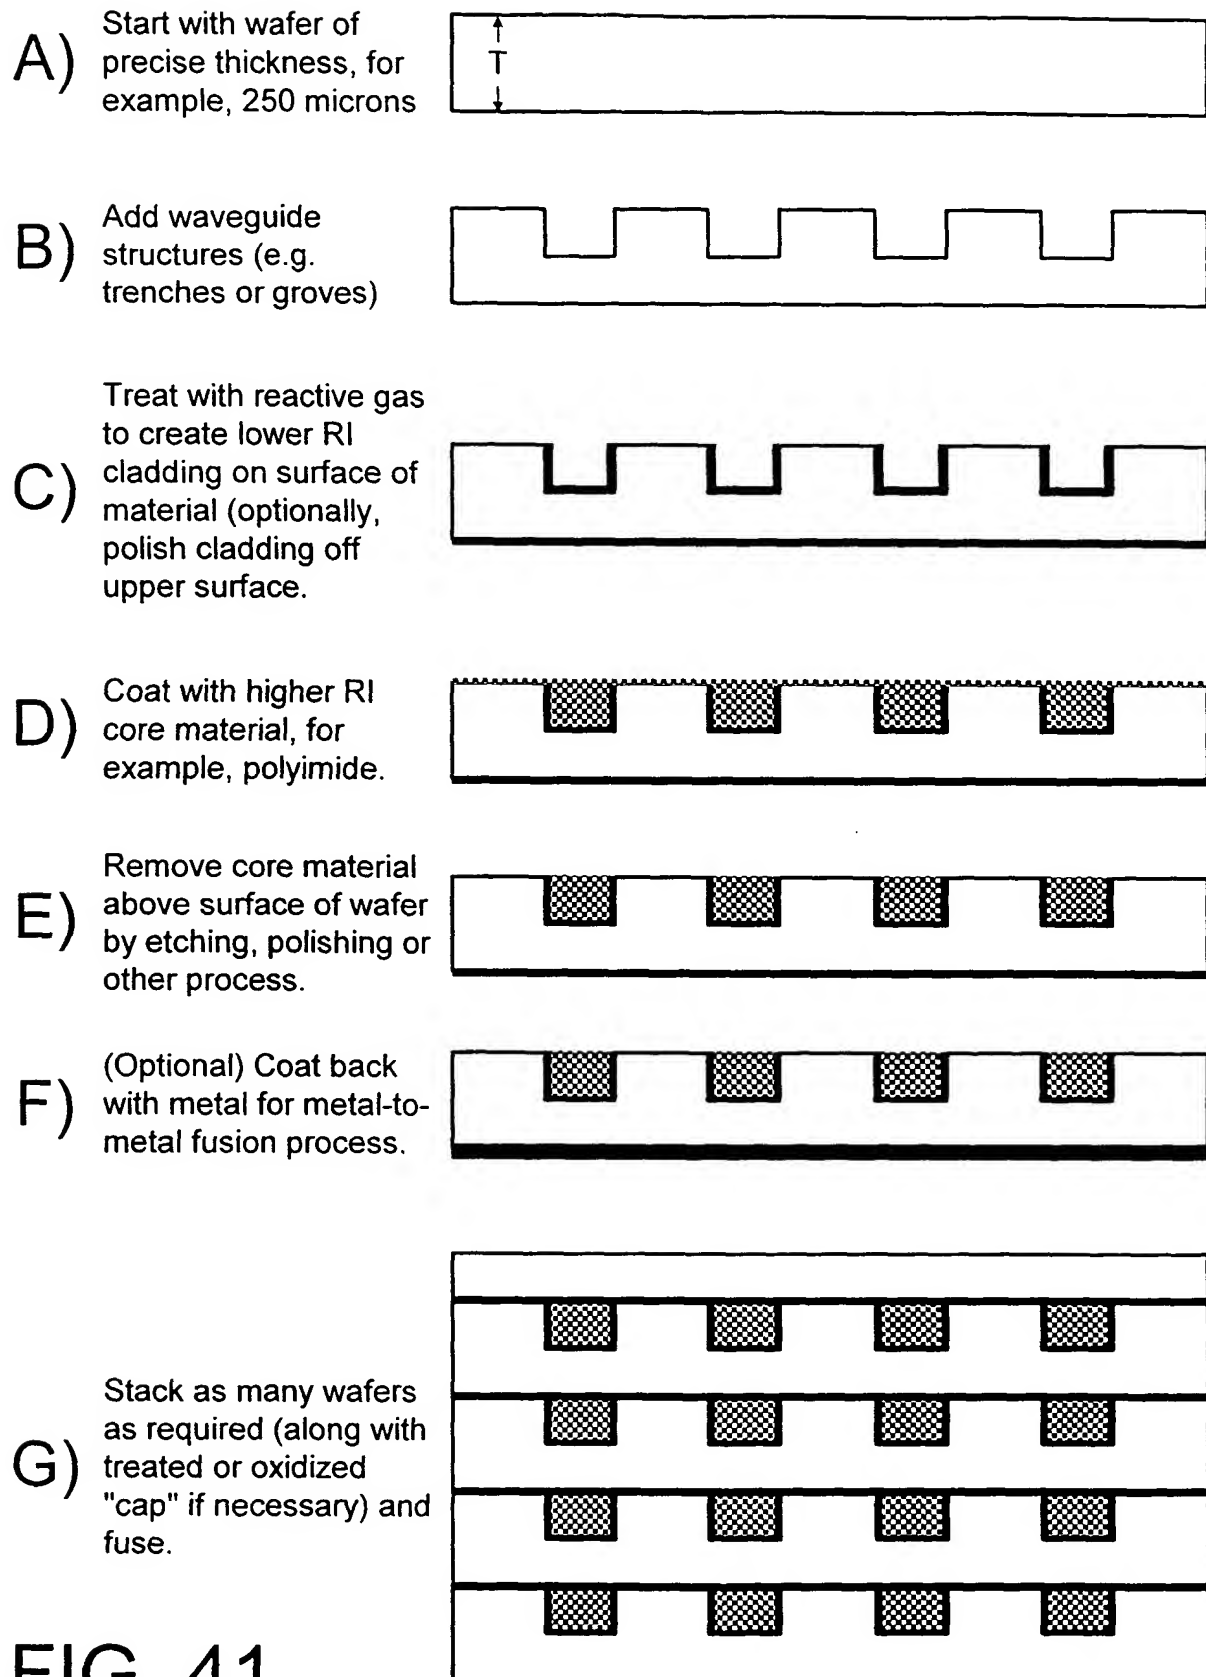 A)
Start with wafer of
precise thickness, for
example, 250 microns
T
B)
Add waveguide
structures (e.g.
trenches or groves)
C)
Treat with reactive gas
to create lower RI
cladding on surface of
material (optionally,
polish cladding off
upper surface.
D)
Coat with higher RI
core material, for
example, polyimide.
E)
Remove core material
above surface of wafer
by etching, polishing or
other process.
F)
(Optional) Coat back
with metal for metal-to-
metal fusion process.
G)
Stack as many wafers
as required (along with
treated or oxidized
"cap" if necessary) and
fuse.
FIG. 41